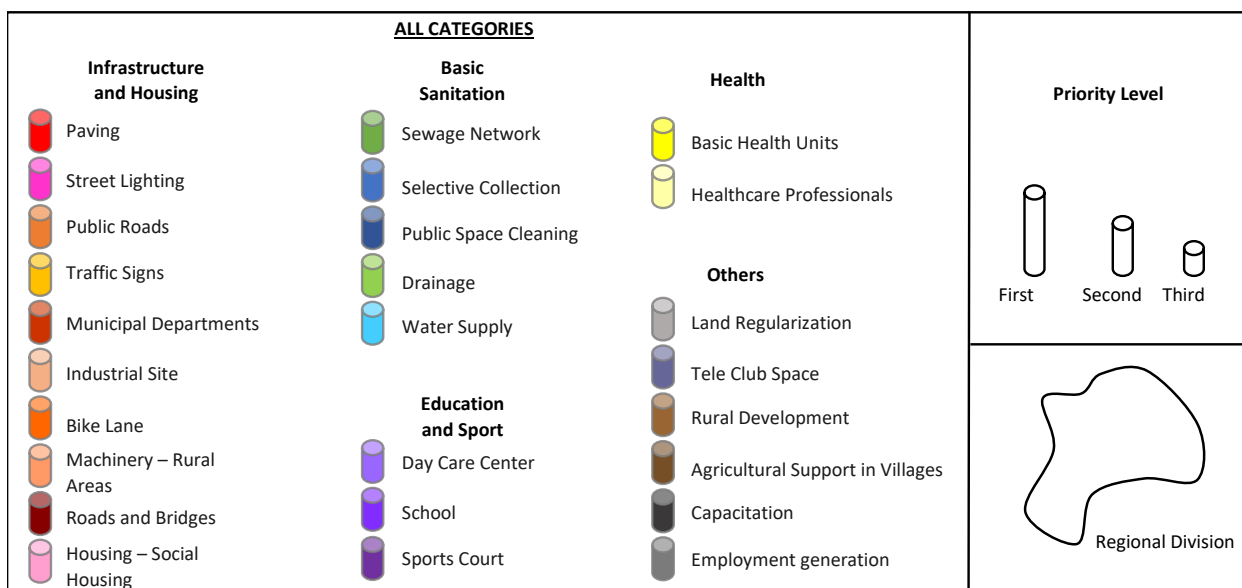 ALL CATEGORIES
Infrastructure
and Housing
Paving
Street Lighting
Public Roads
Traffic Signs
Municipal Departments
Industrial Site
Bike Lane
Machinery – Rural
Areas
Roads and Bridges
Housing – Social
Housing
Basic
Sanitation
Sewage Network
Selective Collection
Public Space Cleaning
Drainage
Water Supply
Education
and Sport
Day Care Center
School
Sports Court
Health
Basic Health Units
Healthcare Professionals
Others
Land Regularization
Tele Club Space
Rural Development
Agricultural Support in Villages
Capacitation
Employment generation
Priority Level
First
Second
Third
Regional Division